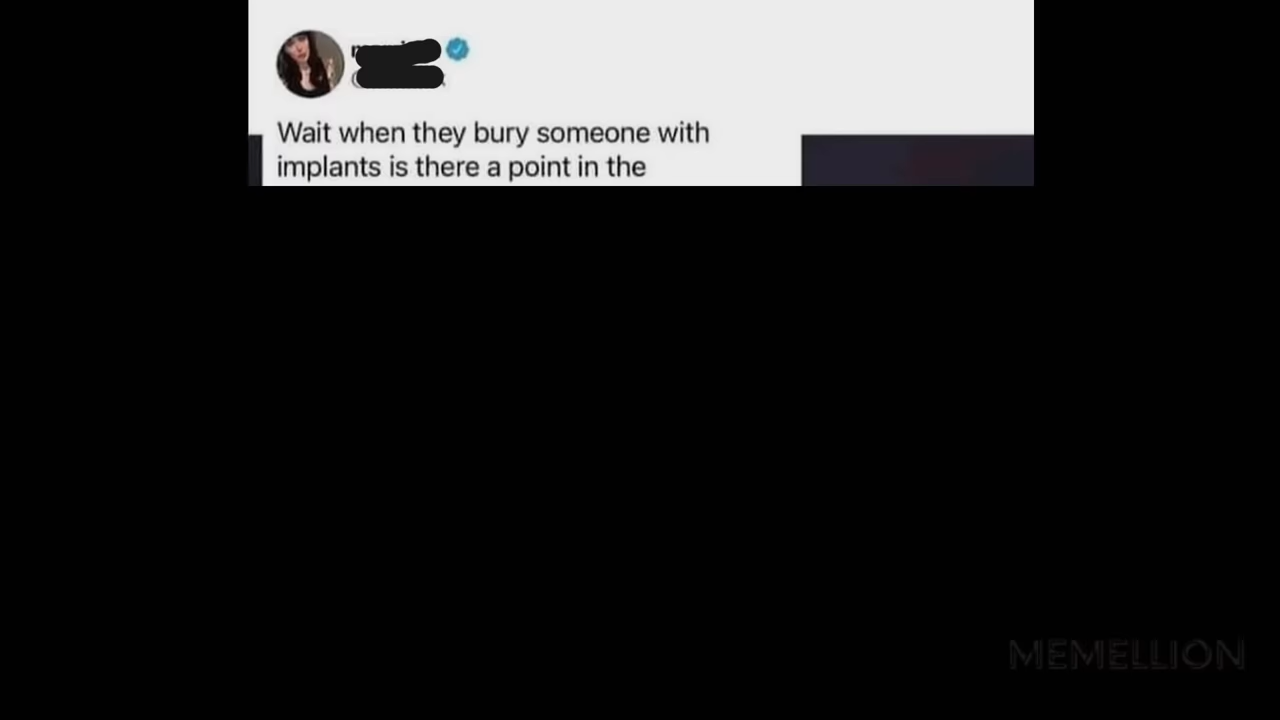 Wait when they bury someone with
implants is there a point in the
MEMELLION